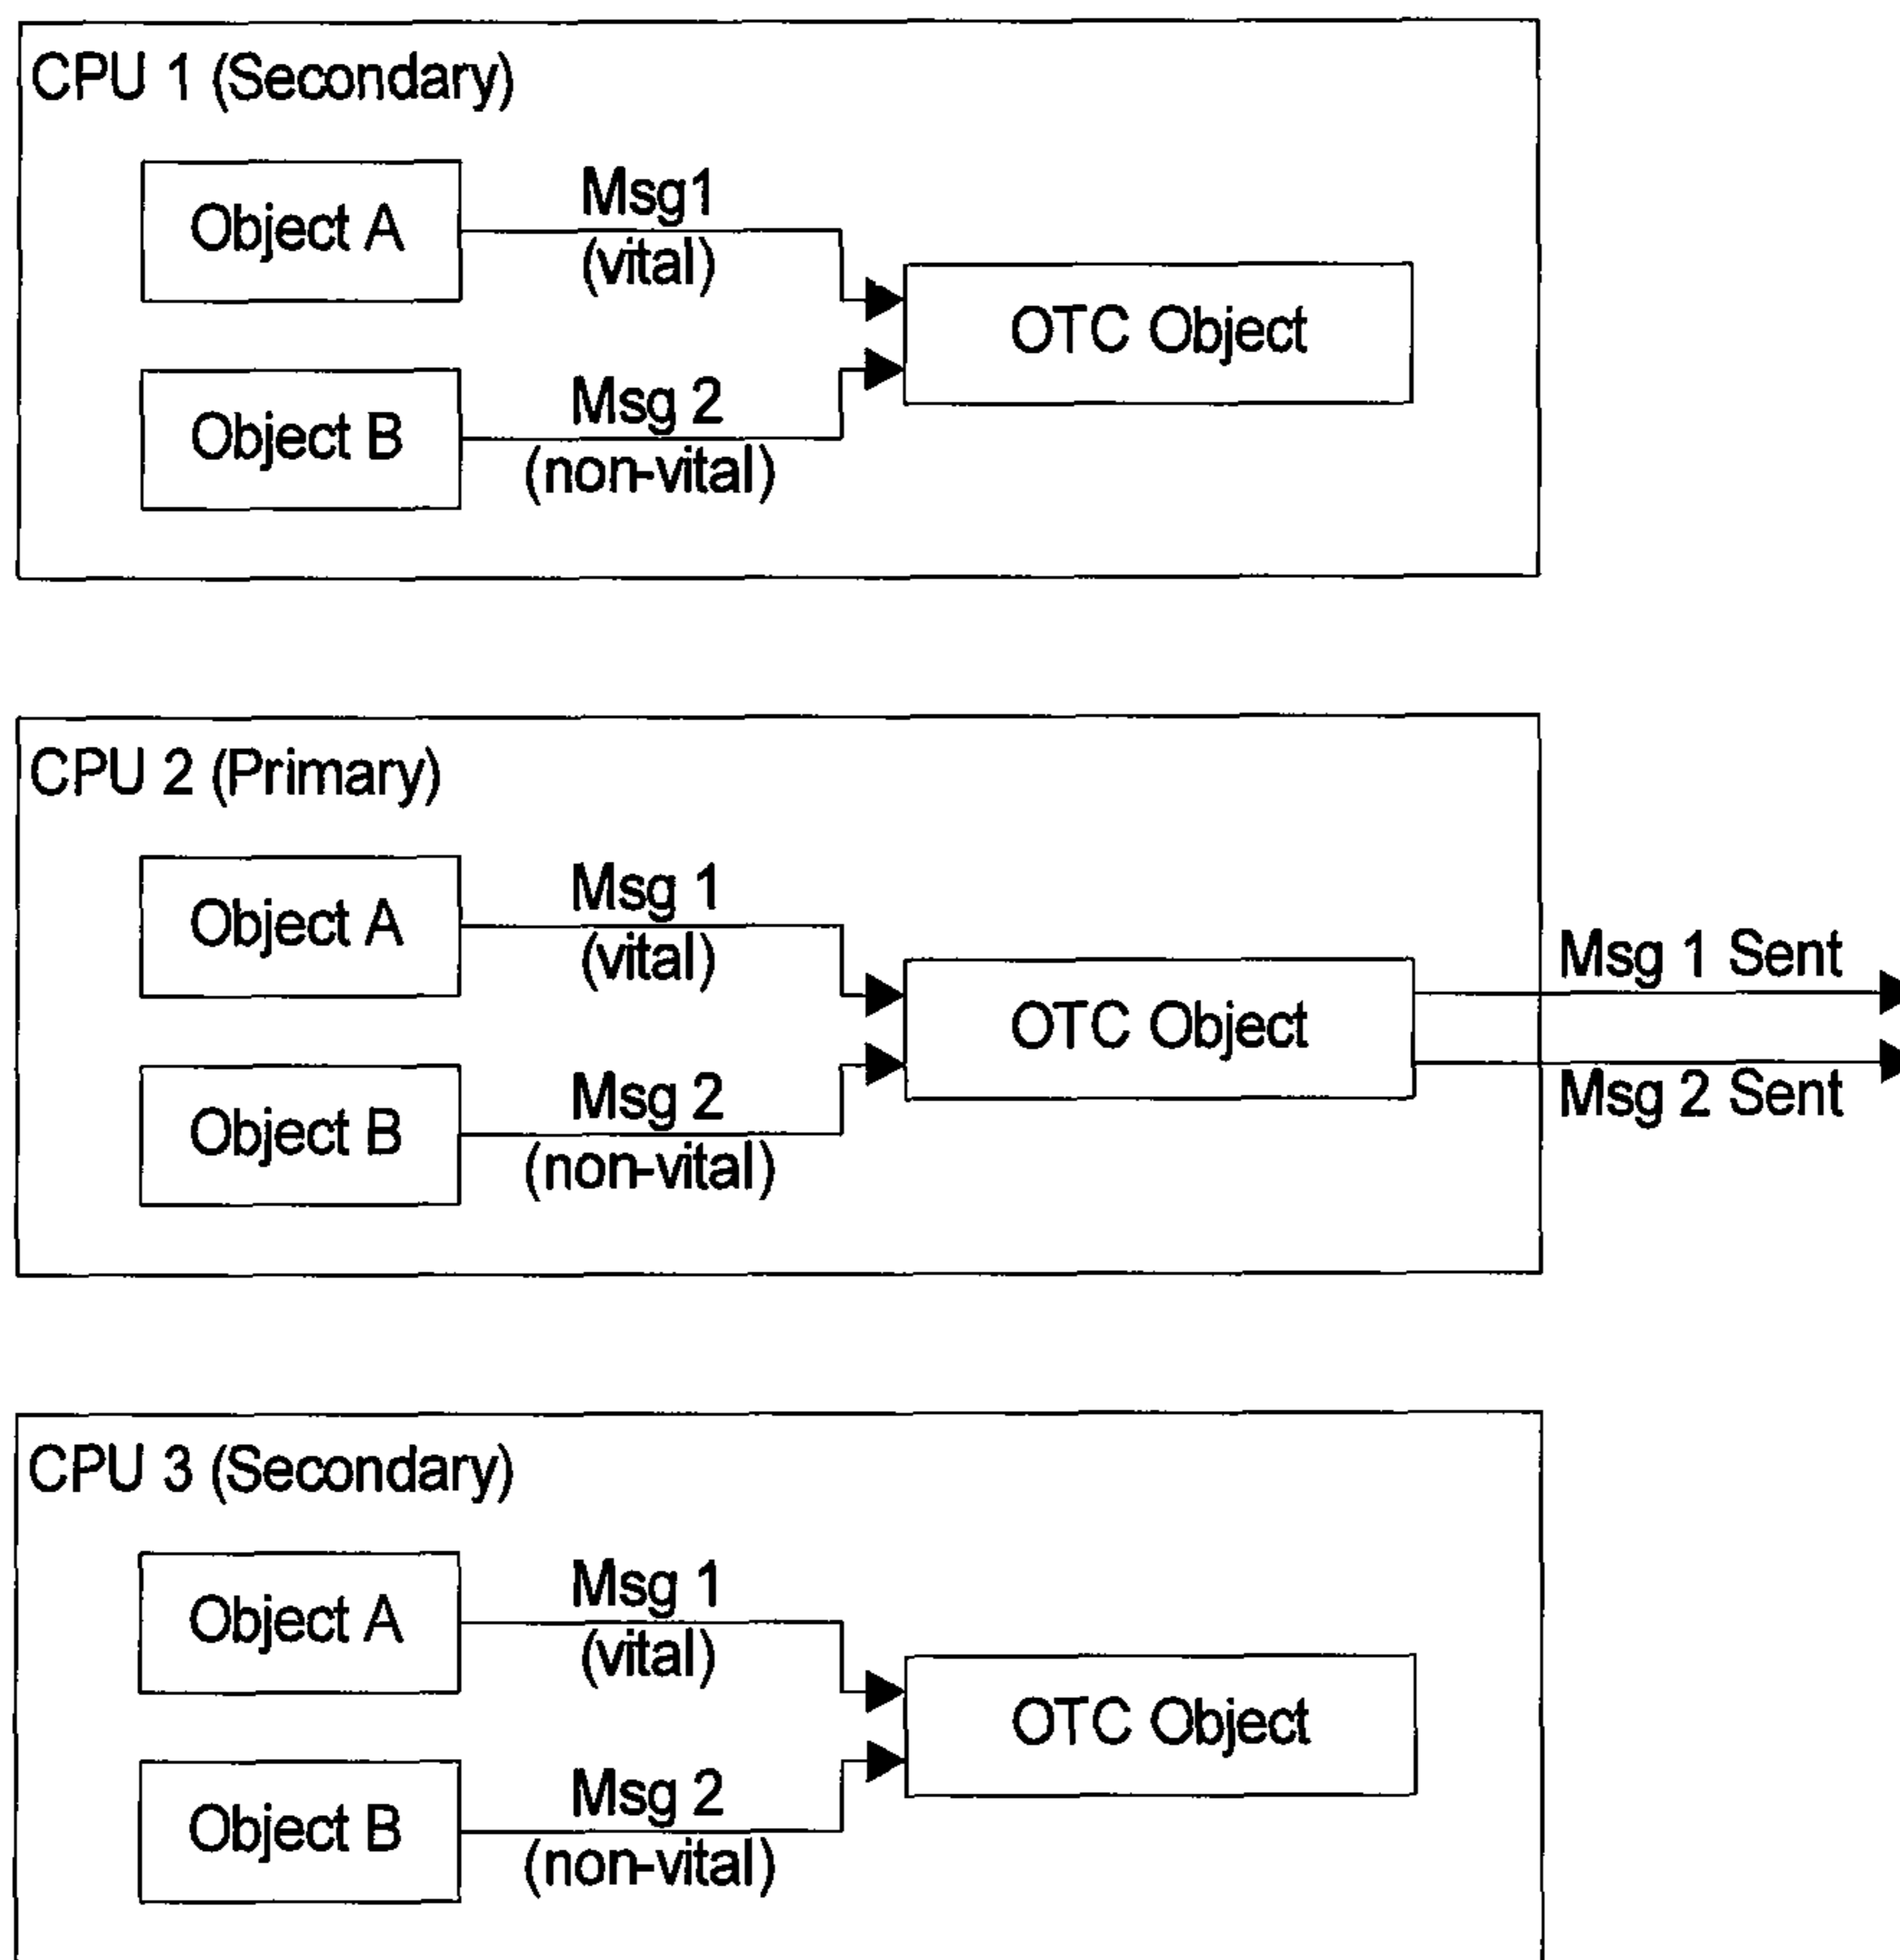 CPU 1 (Secondary)
Object A
Msg1
(vital)
OTC Object
Object B
Msg 2
(non-vital)
CPU 2 (Primary)
Object A
Msg 1
(vital)
OTC Object
Msg 1 Sent
Msg 2 Sent
Object B
Msg 2
(non-vital)
CPU 3 (Secondary)
Object A
Msg 1
(vital)
OTC Object
Object B
Msg 2
(non-vital)